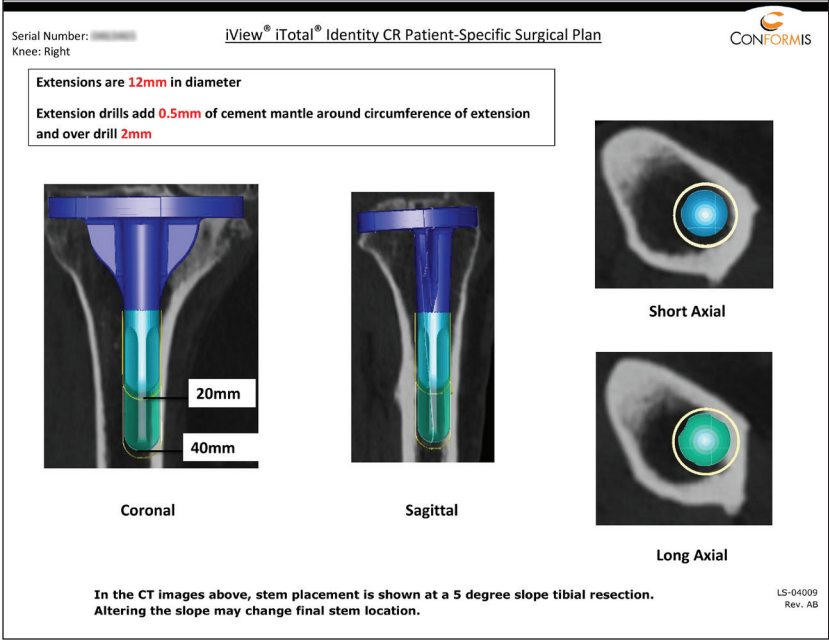 iView® iTotal® Identity CR Patient-Specific Surgical Plan
Serial Number:
Knee: Right
CONFORMIS
Extensions are 12mm in diameter
Extension drills add 0.5mm of cement mantle around circumference of extension
and over drill 2mm
20mm
40mm
Coronal
Sagittal
Short Axial
Long Axial
In the CT images above, stem placement is shown at a 5 degree slope tibial resection.
Altering the slope may change final stem location.
LS-04009
Rev. AB